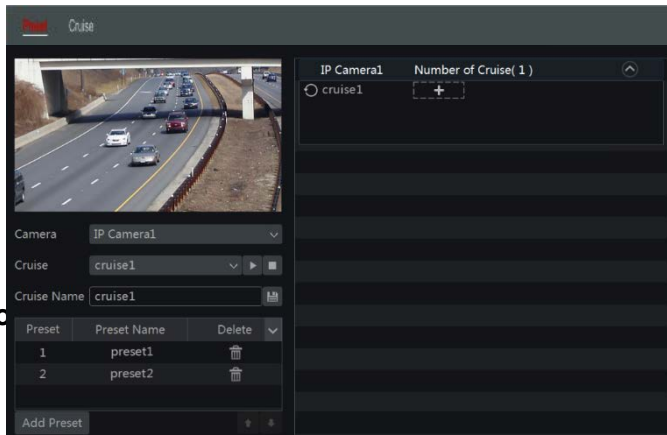 Preset Cruise
Camera IP Camera1
Cruise cruise1
Cruise Name cruise1
Preset Preset Name Delete
1 preset1
2 preset2
Add Preset
IP Camera1 Number of Cruise( 1 )
cruise1 +